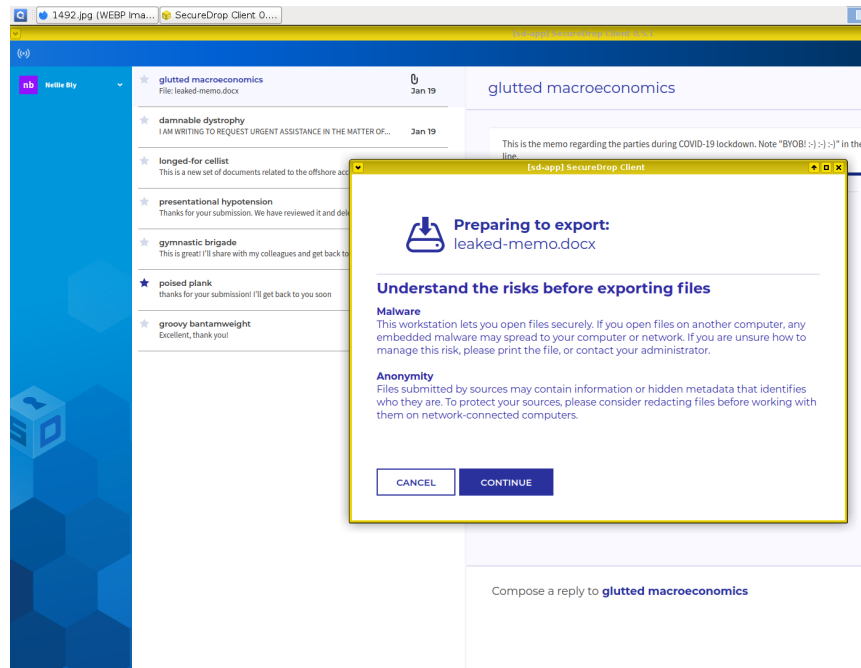 1492.jpg (WEBP Ima...
SecureDrop Client 0....
[sd-app] SecureDrop Client 0.5.1
nb Nellie Bly
glutted macroeconomics
File: leaked-memo.docx
Jan 19
damnable dystrophy
I AM WRITING TO REQUEST URGENT ASSISTANCE IN THE MATTER OF...
Jan 19
longed-for cellist
This is a new set of documents related to the offshore acc
presentational hypotension
Thanks for your submission. We have reviewed it and del
gymnastic brigade
This is great! I'll share with my colleagues and get back to
poised plank
thanks for your submission! I'll get back to you soon
groovy bantamweight
Excellent, thank you!
glutted macroeconomics
This is the memo regarding the parties during COVID-19 lockdown. Note "BYOB! :-) :-) :-)" in the
line.
[sd-app] SecureDrop Client
Preparing to export:
leaked-memo.docx
Understand the risks before exporting files
Malware
This workstation lets you open files securely. If you open files on another computer, any
embedded malware may spread to your computer or network. If you are unsure how to
manage this risk, please print the file, or contact your administrator.
Anonymity
Files submitted by sources may contain information or hidden metadata that identifies
who they are. To protect your sources, please consider redacting files before working with
them on network-connected computers.
CANCEL
CONTINUE
Compose a reply to glutted macroeconomics
S D